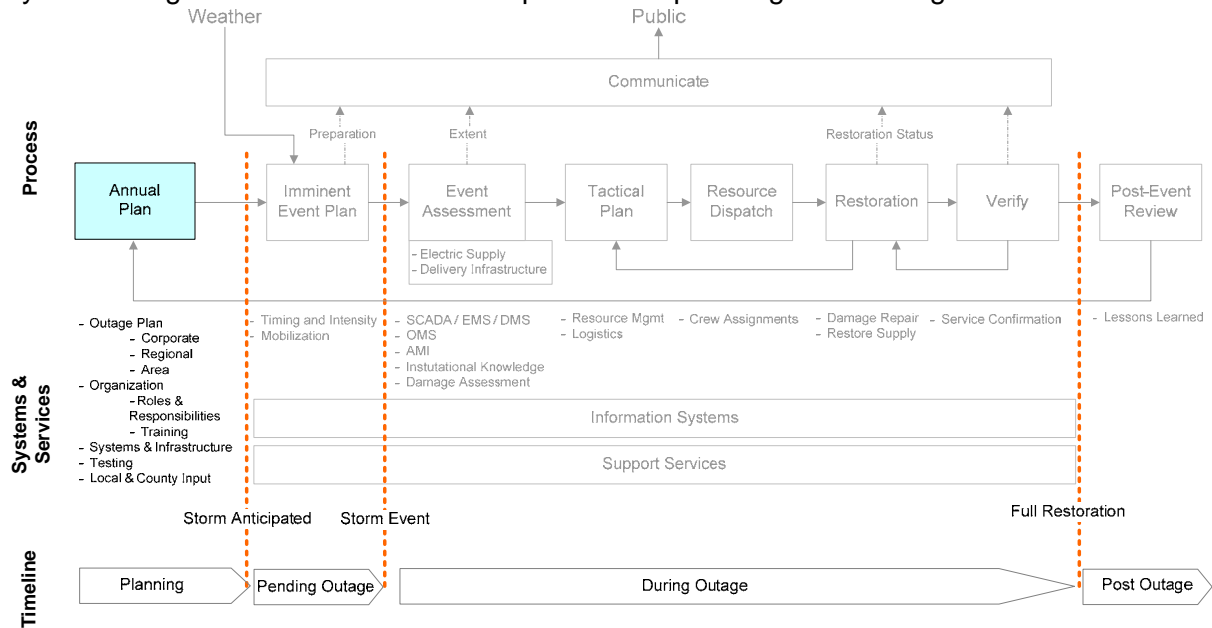 Weather
Public
Communicate
Preparation
Extent
Restoration Status
Process
Annual
Plan
Imminent
Event Plan
Event
Assessment
Tactical
Plan
Resource
Dispatch
Restoration
Verify
Post-Event
Review
- Electric Supply
- Delivery Infrastructure
- Outage Plan
- Corporate
- Regional
- Area
- Organization
-Roles &
Responsibilities
- Training
- Systems & Infrastructure
- Testing
- Local & County Input
- Timing and Intensity
- Mobilization
- SCADA / EMS / DMS
- OMS
- AMI
- Instutational Knowledge
- Damage Assessment
- Resource Mgmt
- Logistics
- Crew Assignments
- Damage Repair
- Restore Supply
- Service Confirmation
- Lessons Learned
Systems &
Services
Information Systems
Support Services
Storm Anticipated
Storm Event
Full Restoration
Timeline
Planning
Pending Outage
During Outage
Post Outage